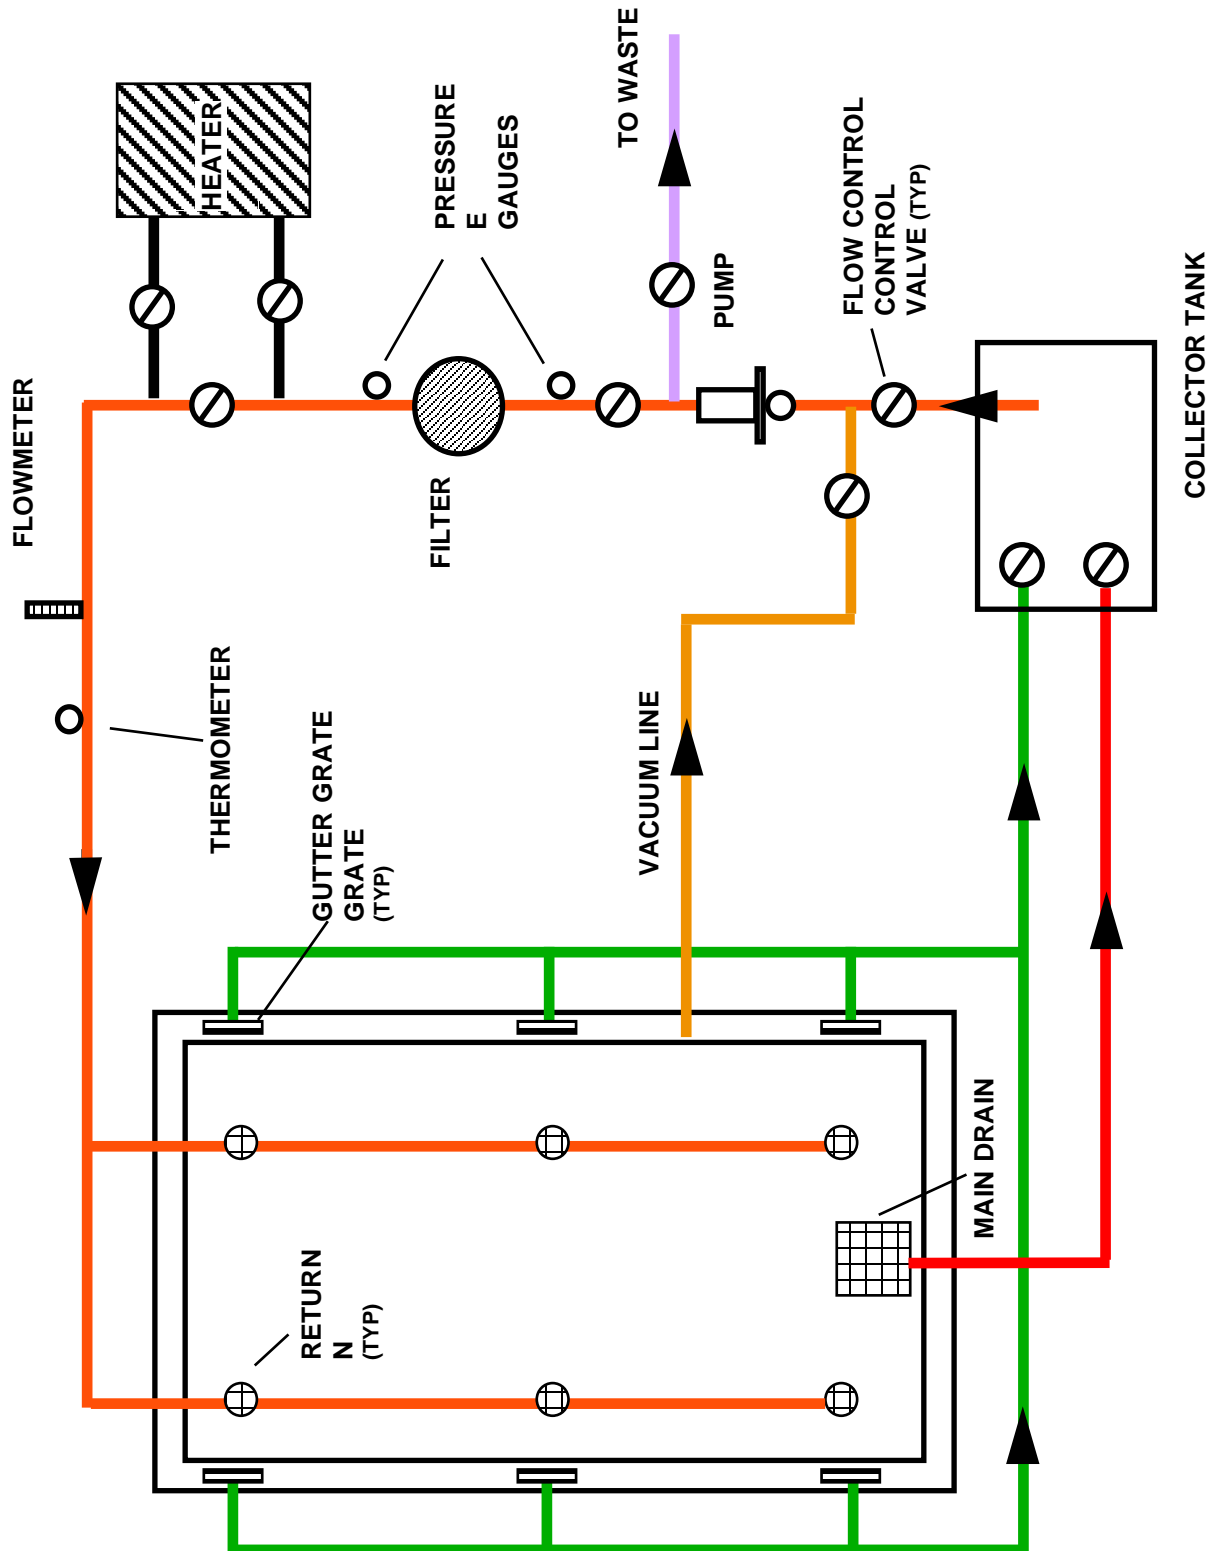 FLOWMETER
THERMOMETER
HEATER
GUTTER GRATE
GRATE
(TYP)
RETURN
N
(TYP)
PRESSURE
E
GAUGES
FILTER
TO WASTE
VACUUM LINE
PUMP
FLOW CONTROL
CONTROL
VALVE (TYP)
MAIN DRAIN
COLLECTOR TANK